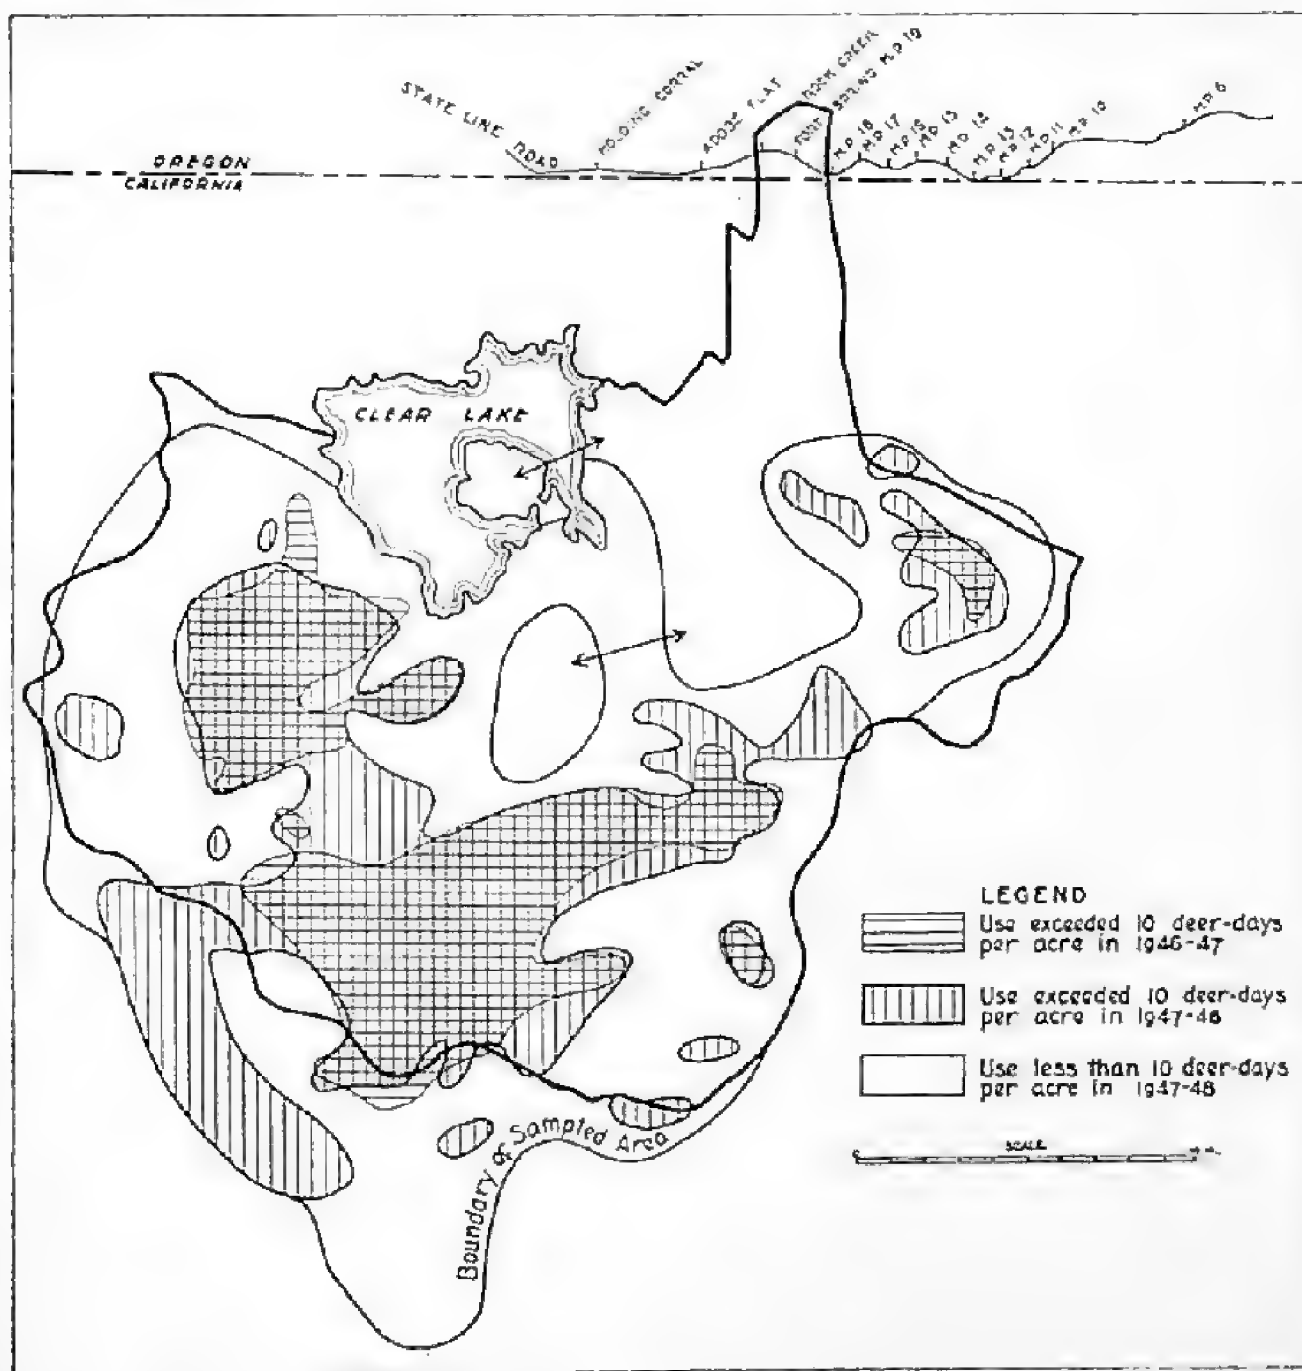 STATE LINE ROAD
HOLDING CORRAL
ADOBE FLAT
ROCK CREEK
SPRING M.P. 19
M.P. 18
M.P. 17
M.P. 15
M.P. 14
M.P. 13
M.P. 12
M.P. 11
M.P. 10
OREGON
CALIFORNIA
CLEAR LAKE
LEGEND
Use exceeded 10 deer-days
per acre in 1946-47
Use exceeded 10 deer-days
per acre in 1947-48
Use less than 10 deer-days
per acre in 1947-48
SCALE
Boundary of Sampled Area